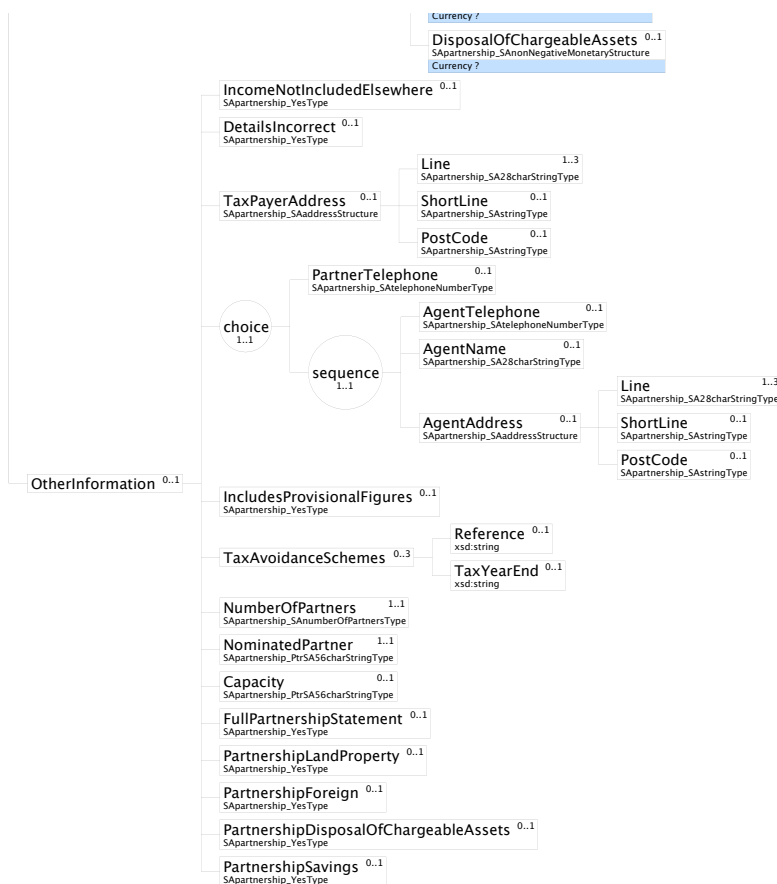 Currency ?
DisposalOfChargeableAssets 0..1
SApartnership_SAnonNegativeMonetaryStructure
Currency ?
IncomeNotIncludedElsewhere 0..1
SApartnership_YesType
DetailsIncorrect 0..1
SApartnership_YesType
Line 1..3
SApartnership_SA28charStringType
TaxPayerAddress 0..1
SApartnership_SAaddressStructure
ShortLine 0..1
SApartnership_SAstringType
PostCode 0..1
SApartnership_SAstringType
PartnerTelephone 0..1
SApartnership_SAtelephoneNumberType
choice
1..1
AgentTelephone 0..1
SApartnership_SAtelephoneNumberType
AgentName 0..1
SApartnership_SA28charStringType
sequence
1..1
Line 1..3
SApartnership_SA28charStringType
AgentAddress 0..1
SApartnership_SAaddressStructure
ShortLine 0..1
SApartnership_SAstringType
PostCode 0..1
SApartnership_SAstringType
OtherInformation 0..1
IncludesProvisionalFigures 0..1
SApartnership_YesType
Reference 0..1
xsd:string
TaxAvoidanceSchemes 0..3
TaxYearEnd 0..1
xsd:string
NumberOfPartners 1..1
SApartnership_SAnumberOfPartnersType
NominatedPartner 1..1
SApartnership_PtrSA56charStringType
Capacity 0..1
SApartnership_PtrSA56charStringType
FullPartnershipStatement 0..1
SApartnership_YesType
PartnershipLandProperty 0..1
SApartnership_YesType
PartnershipForeign 0..1
SApartnership_YesType
PartnershipDisposalOfChargeableAssets 0..1
SApartnership_YesType
PartnershipSavings 0..1
SApartnership_YesType